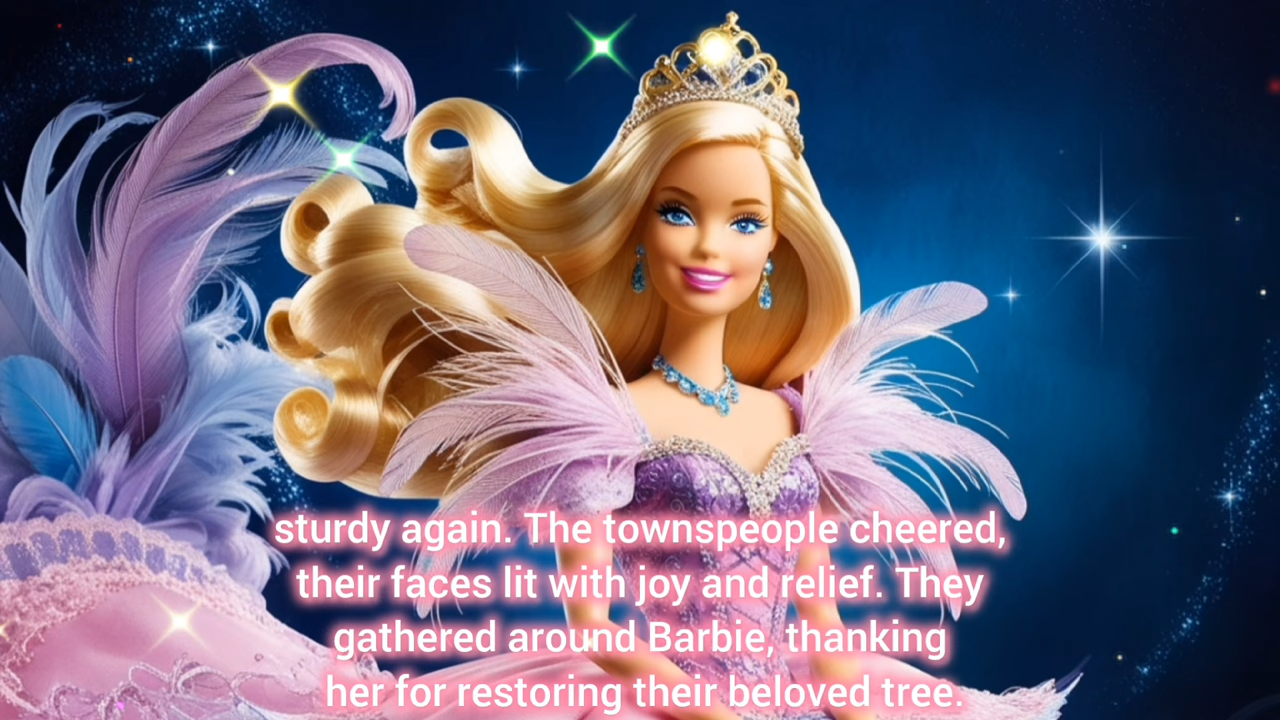 sturdy again. The townspeople cheered,
their faces lit with joy and relief. They
gathered around Barbie, thanking
her for restoring their beloved tree.